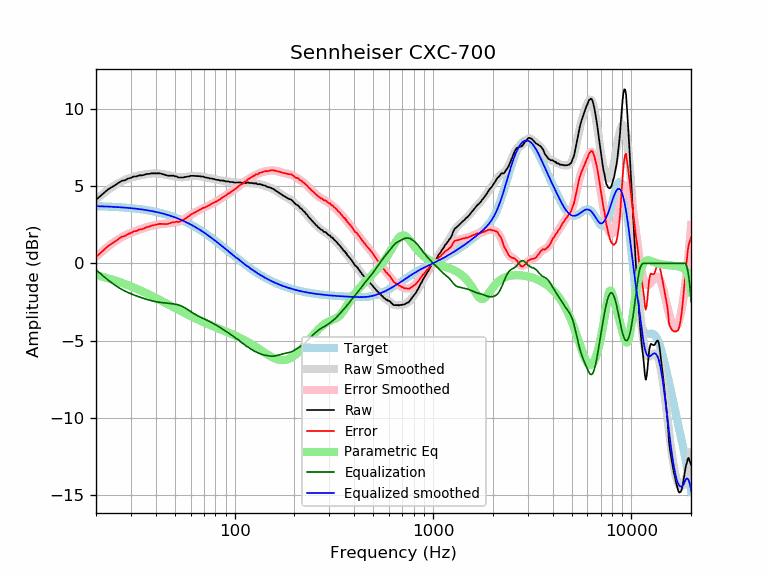 Sennheiser CXC-700
Amplitude (dBr)
10
5
0
−5
−10
−15
Target
Raw Smoothed
Error Smoothed
Raw
Error
Parametric Eq
Equalization
Equalized smoothed
100
1000
10000
Frequency (Hz)